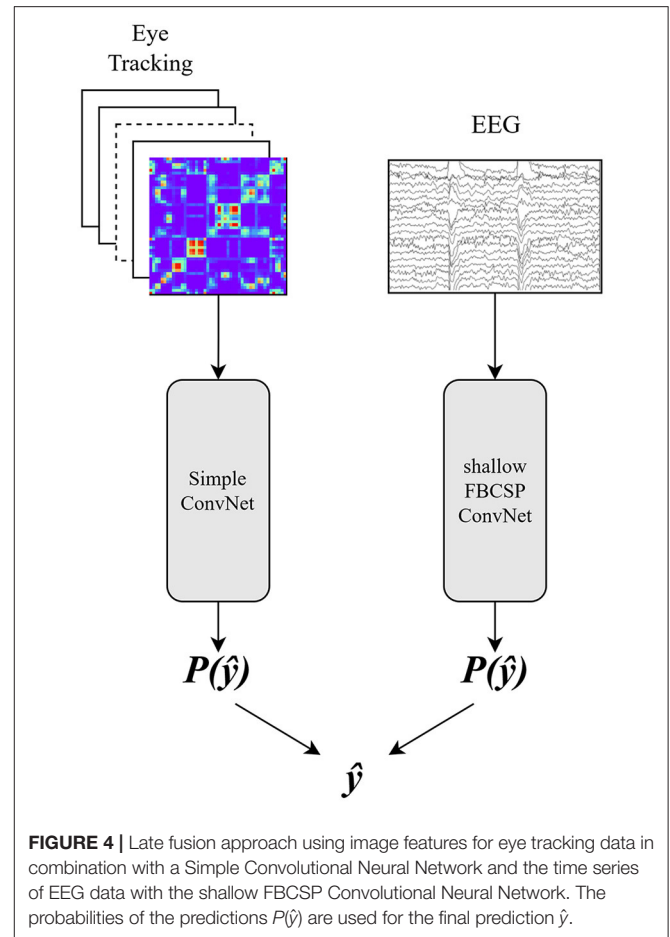 Eye
Tracking
EEG
Simple
ConvNet
shallow
FBCSP
ConvNet
P(ŷ)
P(ŷ)
ŷ
FIGURE 4 | Late fusion approach using image features for eye tracking data in
combination with a Simple Convolutional Neural Network and the time series
of EEG data with the shallow FBCSP Convolutional Neural Network. The
probabilities of the predictions P(ŷ) are used for the final prediction ŷ.